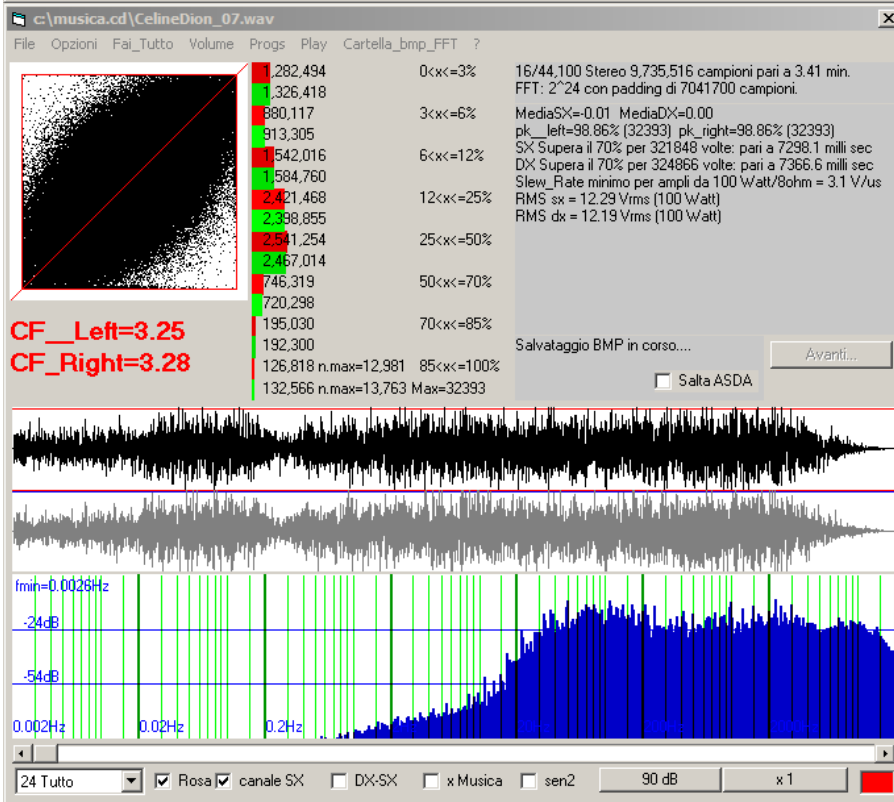 c:\musica.cd\CelineDion_07.wav
File Opzioni Fai_Tutto Volume Progs Play Cartella_bmp_FFT ?
1,282,494 0<x<=3%
1,326,418
880,117 3<x<=6%
913,305
1,542,016 6<x<=12%
1,584,760
2,421,468 12<x<=25%
2,398,855
2,541,254 25<x<=50%
2,467,014
746,319 50<x<=70%
720,298
195,030 70<x<=85%
192,300
126,818 n.max=12,981 85<x<=100%
132,566 n.max=13,763 Max=32393
16/44,100 Stereo 9,735,516 campioni pari a 3.41 min.
FFT: 2^24 con padding di 7041700 campioni.
MediaSX=-0.01 MediaDX=0.00
pk__left=98.86% (32393) pk_right=98.86% (32393)
SX Supera il 70% per 321848 volte: pari a 7298.1 milli sec
DX Supera il 70% per 324866 volte: pari a 7366.6 milli sec
Slew_Rate minimo per ampli da 100 Watt/8ohm = 3.1 V/us
RMS sx = 12.29 Vrms (100 Watt)
RMS dx = 12.19 Vrms (100 Watt)
CF__Left=3.25
CF_Right=3.28
Salvataggio BMP in corso....
Avanti...
Salta ASDA
fmin=0.0026Hz
-24dB
-54dB
0.002Hz 0.02Hz 0.2Hz
24 Tutto Rosa canale SX DX-SX x Musica sen2 90 dB x 1